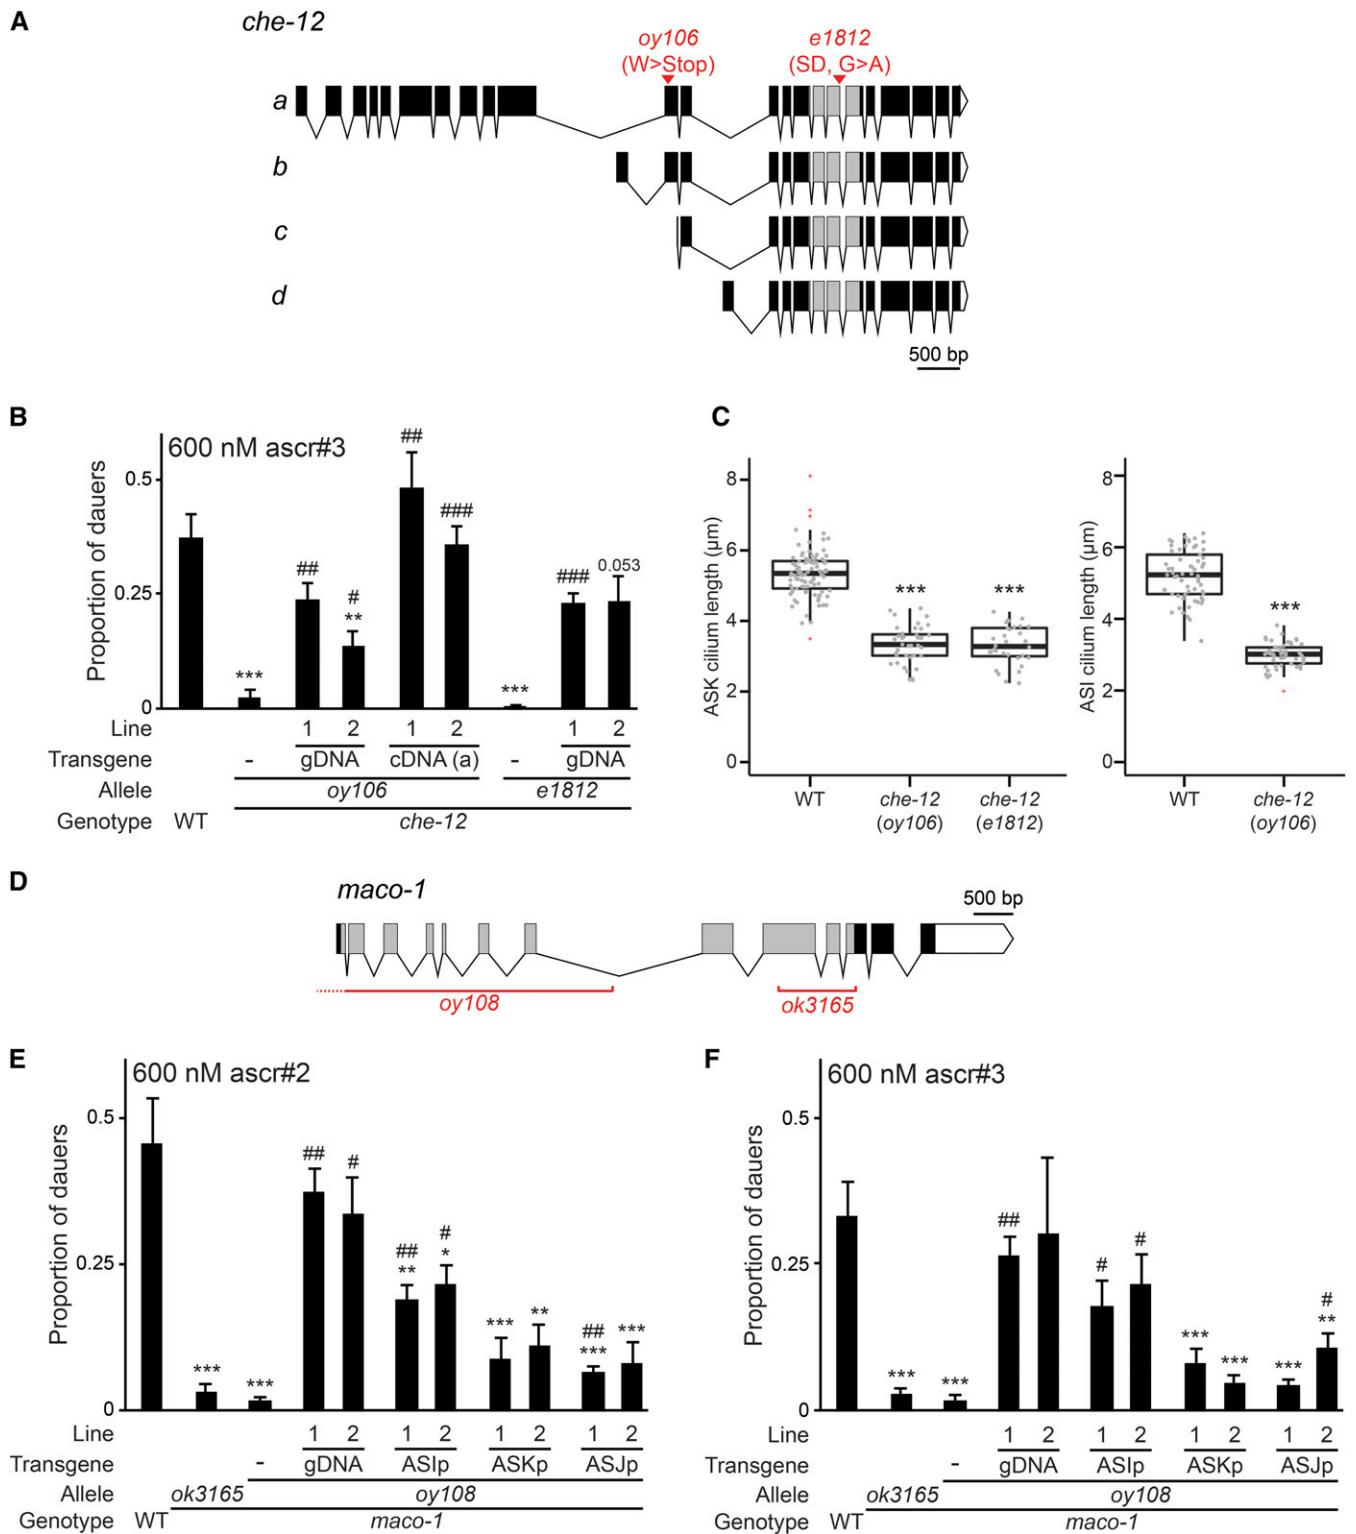 A
che-12
oy106
(W>Stop)
e1812
(SD, G>A)
a
b
c
d
500 bp
B
600 nM ascr#3
Proportion of dauers
0.5
0.25
0
***
##
#
**
##
###
***
###
0.053
Line 1 2 1 2 1 2
Transgene - gDNA cDNA (a) - gDNA
Allele oy106 e1812
Genotype WT che-12
C
ASK cilium length (μm)
8
6
4
2
0
***
***
WT
che-12
(oy106)
che-12
(e1812)
ASI cilium length (μm)
8
6
4
2
0
***
WT
che-12
(oy106)
D
maco-1
500 bp
oy108
ok3165
E
600 nM ascr#2
Proportion of dauers
0.5
0.25
0
***
***
##
#
##
**
#
*
***
**
##
***
***
Line 1 2 1 2 1 2 1 2
Transgene - gDNA ASIp ASKp ASJp
Allele ok3165 oy108
Genotype WT maco-1
F
600 nM ascr#3
Proportion of dauers
0.5
0.25
0
***
***
##
#
#
***
***
***
#
**
Line 1 2 1 2 1 2 1 2
Transgene - gDNA ASIp ASKp ASJp
Allele ok3165 oy108
Genotype WT maco-1